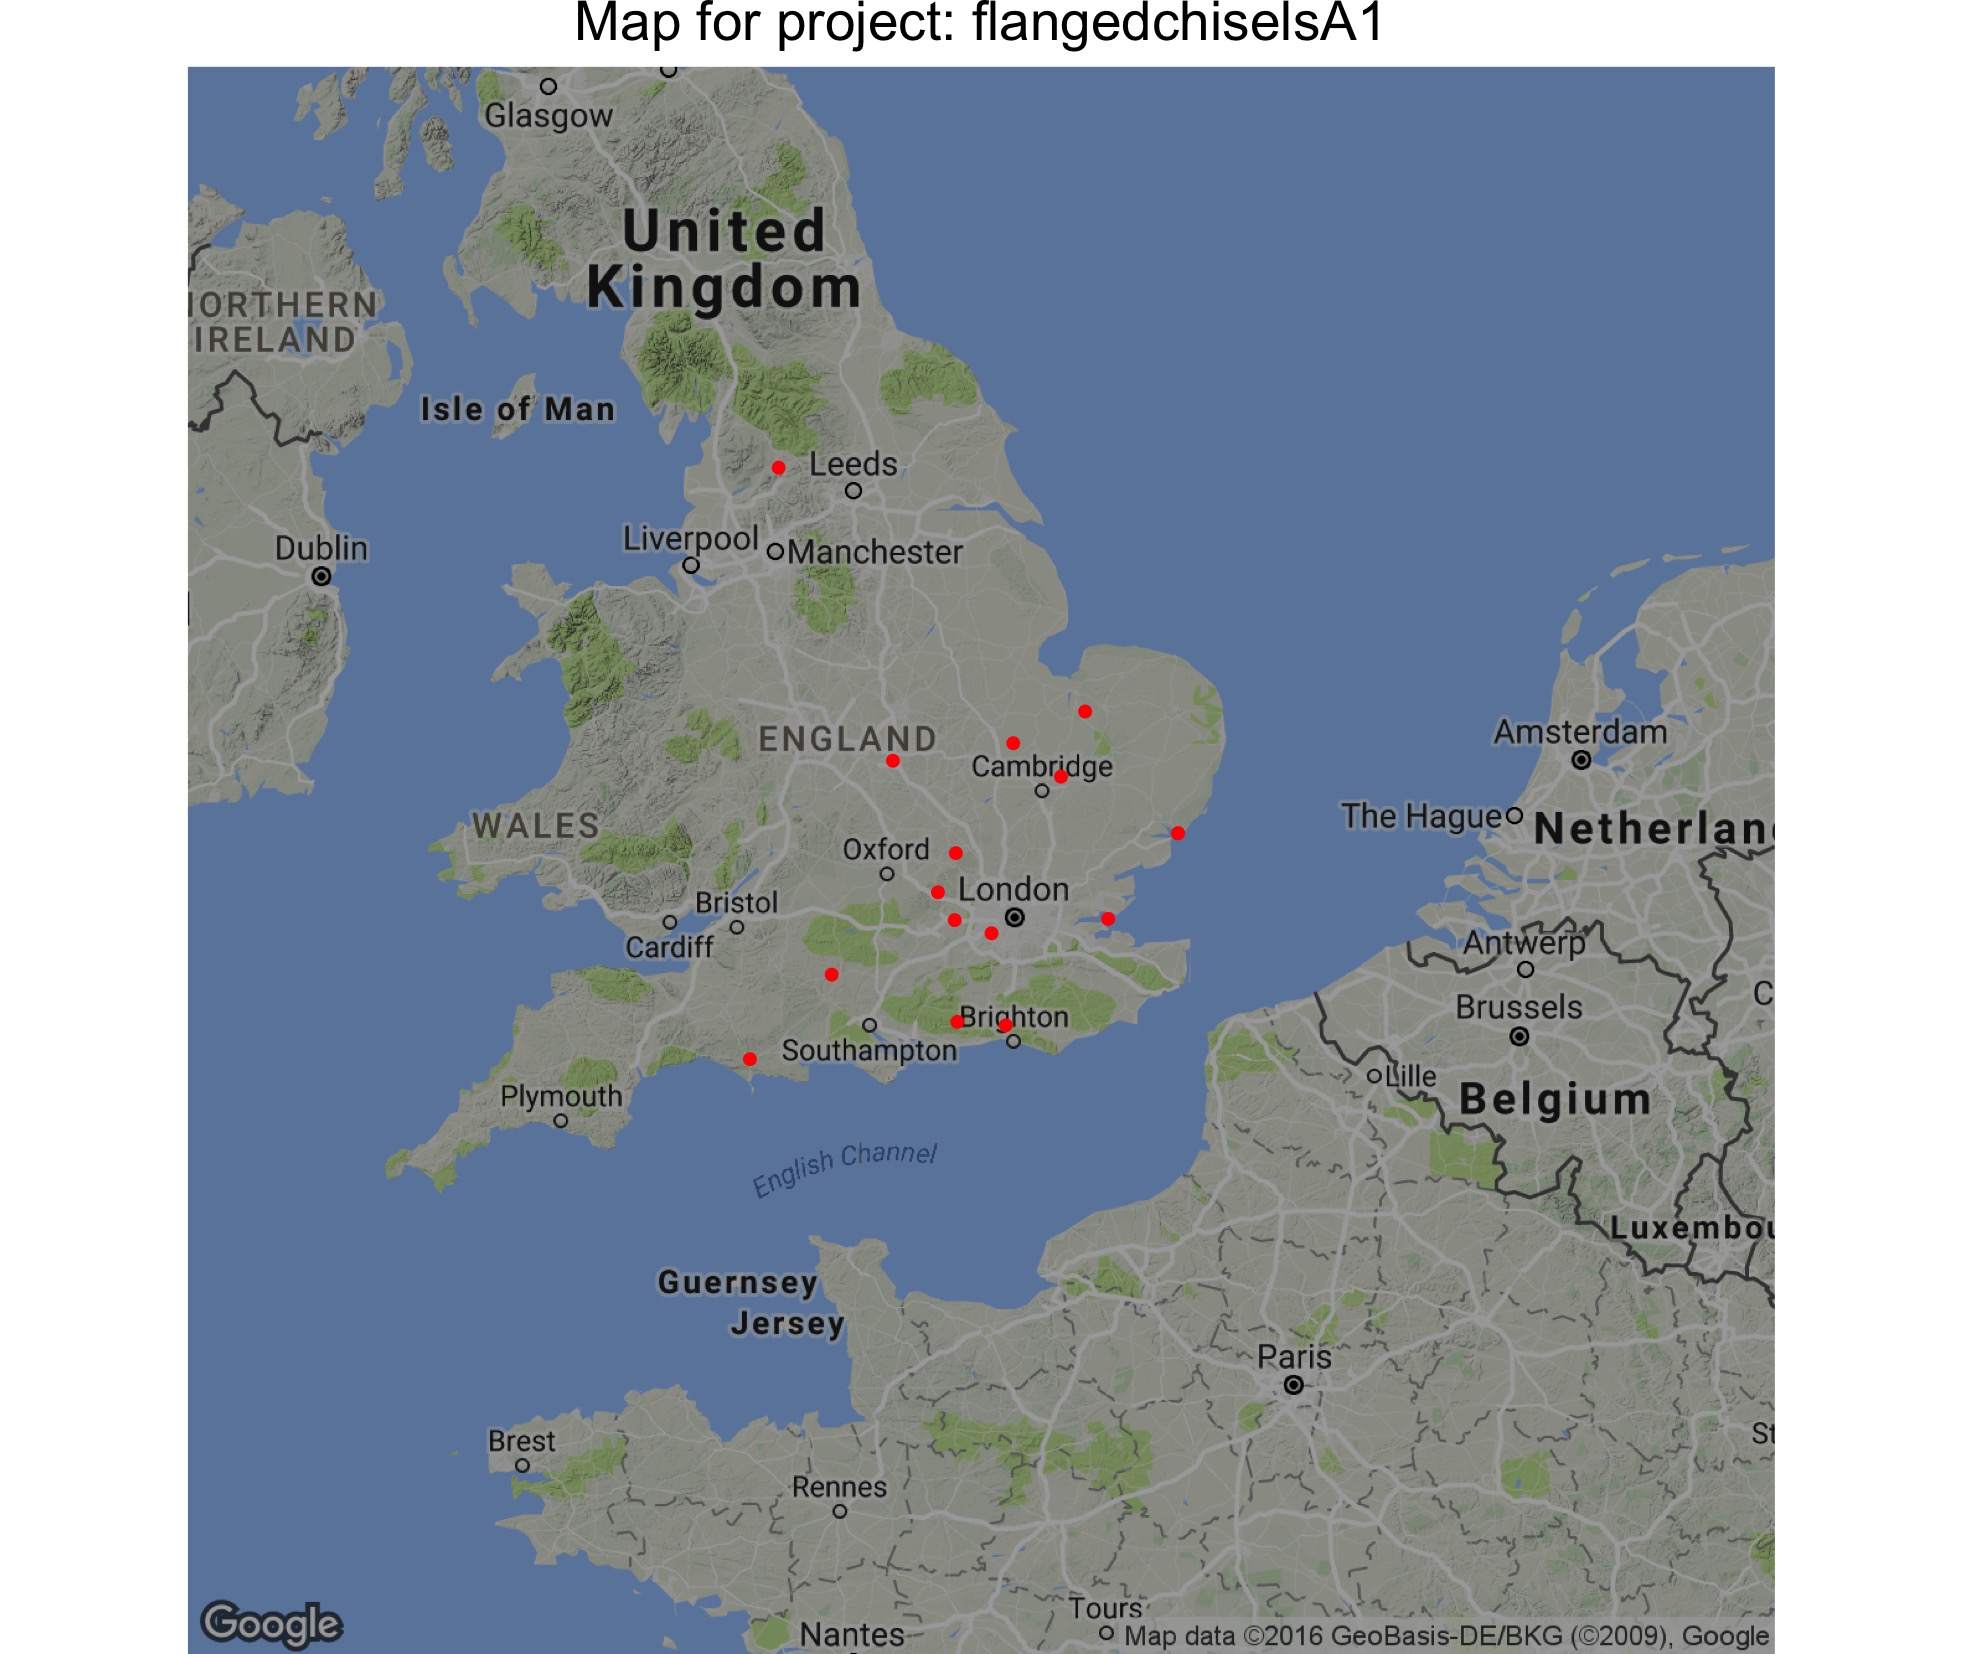 Map for project: flangedchiselsA1
Glasgow
United
Kingdom
NORTHERN
IRELAND
Isle of Man
Leeds
Liverpool
Manchester
Dublin
ENGLAND
Cambridge
Amsterdam
The Hague
Netherlan
WALES
Oxford
London
Bristol
Cardiff
Antwerp
Brussels
C
Brighton
Southampton
Lille
Belgium
Plymouth
English Channel
Luxembou
Guernsey
Jersey
Paris
Brest
St
Rennes
Tours
Nantes
Google
Map data ©2016 GeoBasis-DE/BKG (©2009), Google